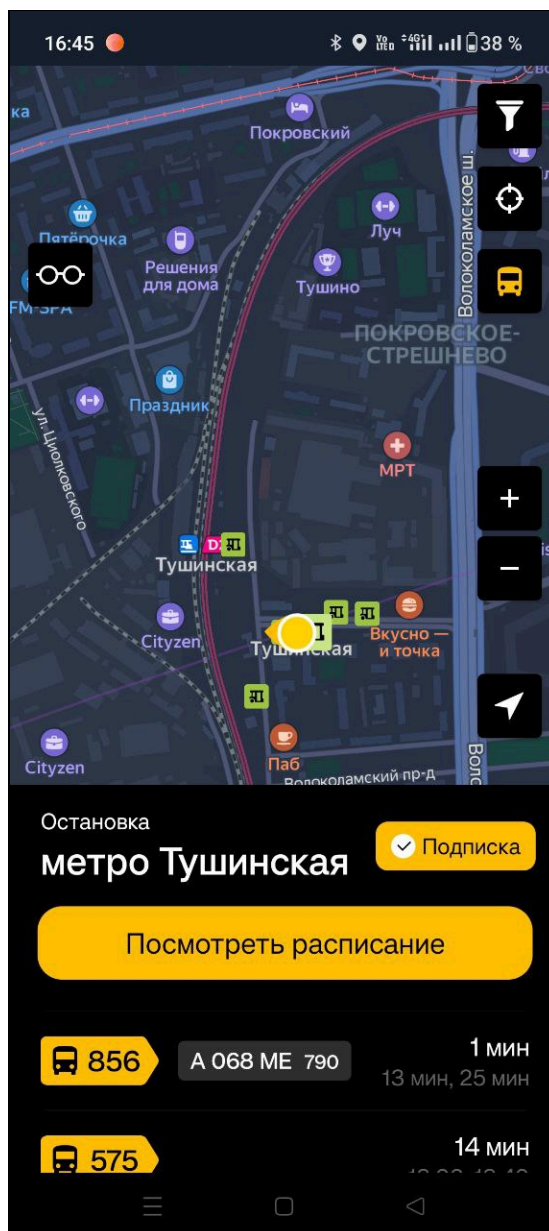 16:45
38 %
Покровский
Пятёрочка
Решения
для дома
FM-SPA
Луч
Тушино
Волоколамское ш.
ПОКРОВСКОЕ-
СТРЕШНЕВО
Праздник
ул. Циолковского
МРТ
Тушинская
Cityzen
Тушинская
Вкусно —
и точка
Cityzen
Паб
Волоколамский пр-д
Остановка
метро Тушинская
Подписка
Посмотреть расписание
856
А 068 МЕ 790
1 мин
13 мин, 25 мин
575
14 мин